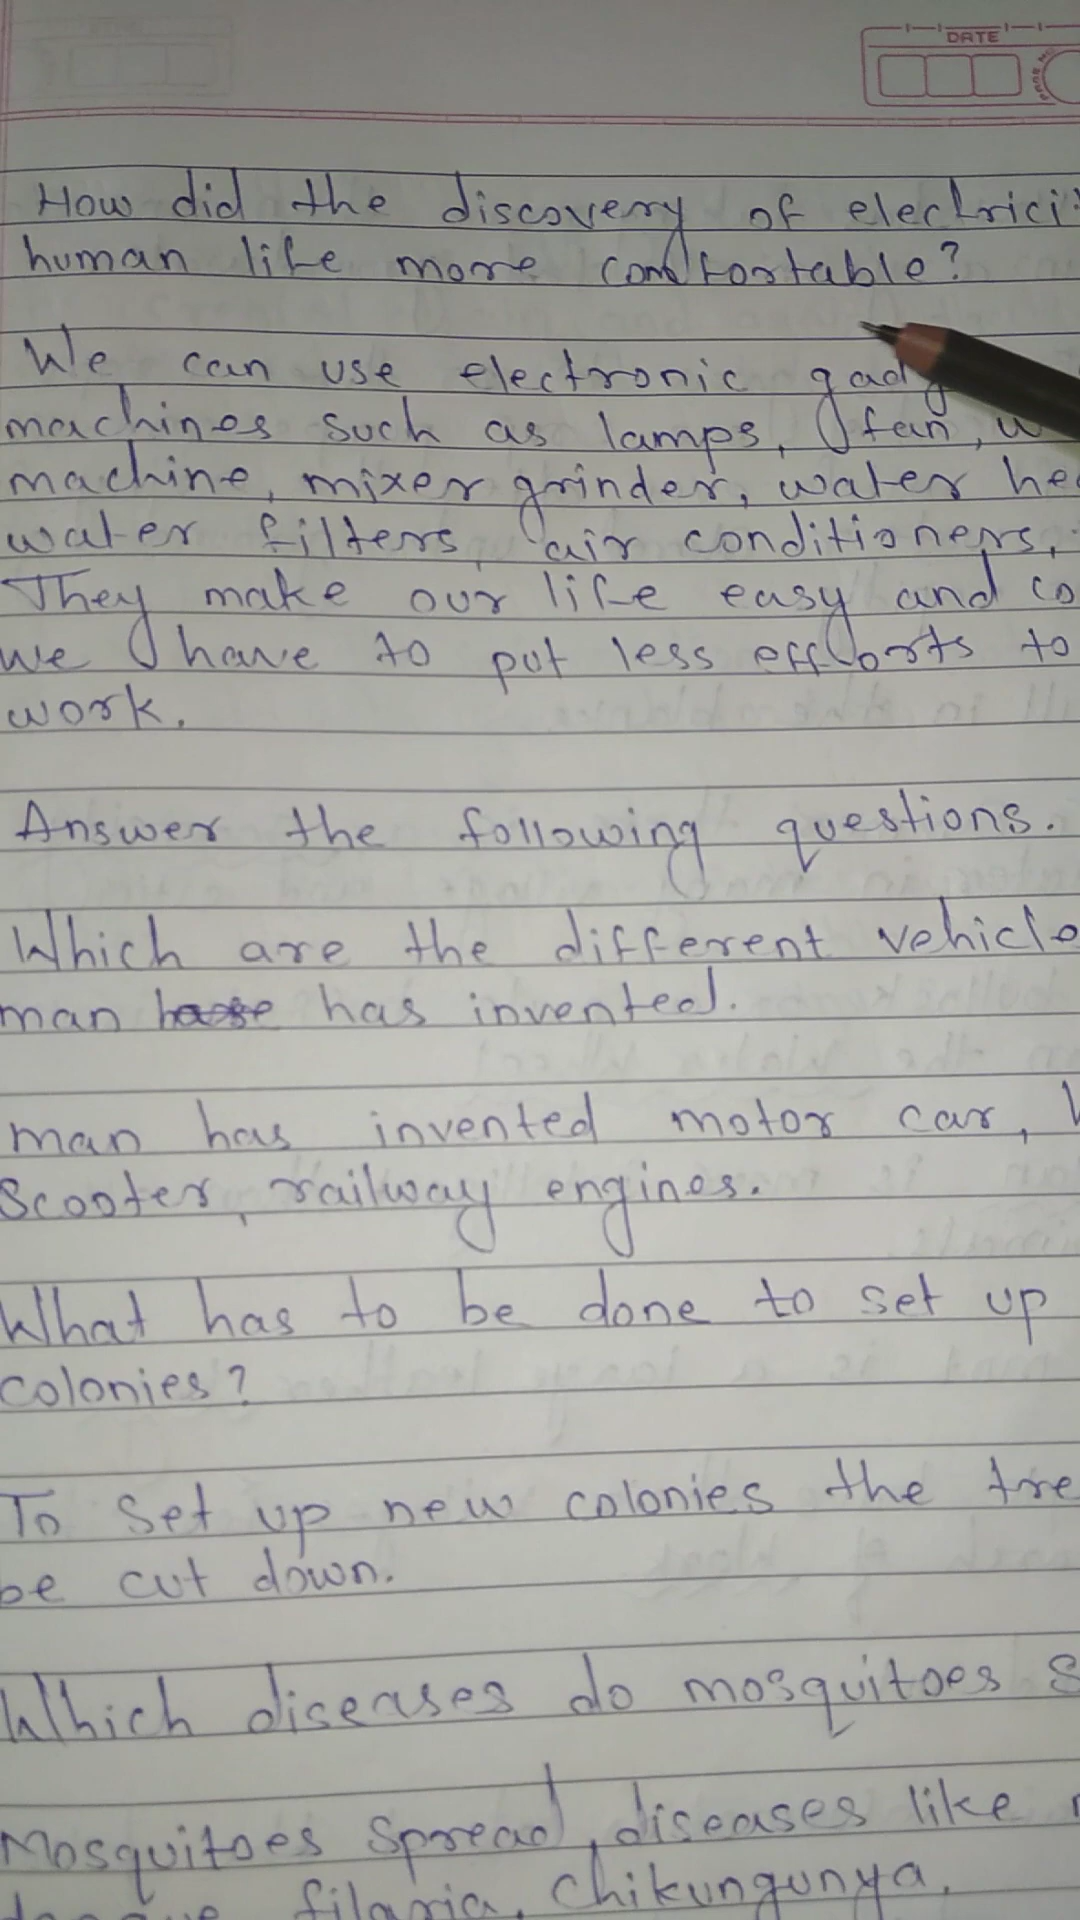 DATE
How did the discovery of electrici
human life more comfortable?
We can use electronic gad
machines such as lamps, fan, w
machine, mixer grinder, water hea
water filters, air conditioners,
They make our life easy and co
we have to put less efforts to
work.
Answer the following questions.
Which are the different vehicle
man has invented.
man has invented motor car,
Scooter, railway engines.
What has to be done to set up
colonies?
To set up new colonies the tre
be cut down.
Which diseases do mosquitoes s
Mosquitoes spread diseases like
filaria, Chikungunya,